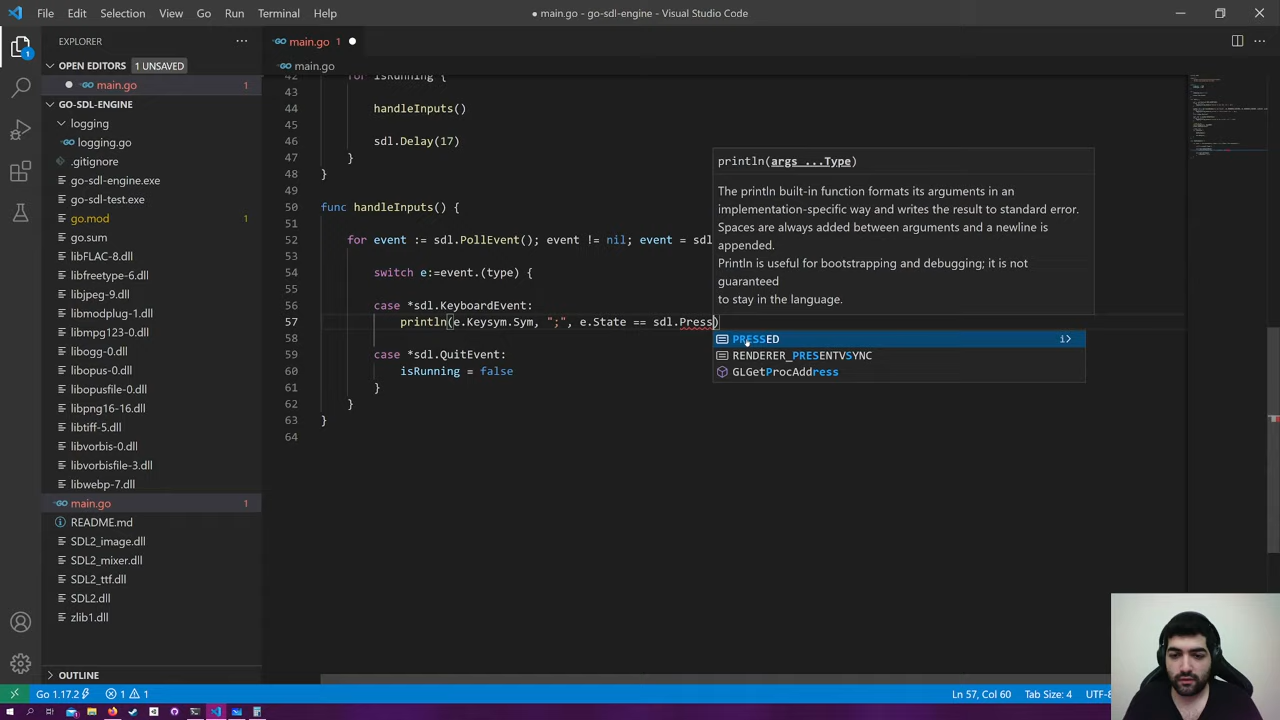 File Edit Selection View Go Run Terminal Help
main.go - go-sdl-engine - Visual Studio Code
EXPLORER
main.go 1
OPEN EDITORS 1 UNSAVED
main.go
main.go 1
GO-SDL-ENGINE
logging
logging.go
.gitignore
go-sdl-engine.exe
go-sdl-test.exe
go.mod 1
go.sum
libFLAC-8.dll
libfreetype-6.dll
libjpeg-9.dll
libmodplug-1.dll
libmpg123-0.dll
libogg-0.dll
libopus-0.dll
libopusfile-0.dll
libpng16-16.dll
libtiff-5.dll
libvorbis-0.dll
libvorbisfile-3.dll
libwebp-7.dll
main.go 1
README.md
SDL2_image.dll
SDL2_mixer.dll
SDL2_ttf.dll
SDL2.dll
zlib1.dll
OUTLINE
42 for isRunning {
43
44 handleInputs()
45
46 sdl.Delay(17)
47 }
48 }
49
50 func handleInputs() {
51
52 for event := sdl.PollEvent(); event != nil; event = sdl
53
54 switch e:=event.(type) {
55
56 case *sdl.KeyboardEvent:
57 println(e.Keysym.Sym, ";", e.State == sdl.Press)
58
59 case *sdl.QuitEvent:
60 isRunning = false
61 }
62 }
63 }
64
println(args ...Type)
The println built-in function formats its arguments in an
implementation-specific way and writes the result to standard error.
Spaces are always added between arguments and a newline is
appended.
Println is useful for bootstrapping and debugging; it is not
guaranteed
to stay in the language.
PRESSED
RENDERER_PRESENTVSYNC
GLGetProcAddress
Go 1.17.2 1 1
Ln 57, Col 60 Tab Size: 4 UTF-8